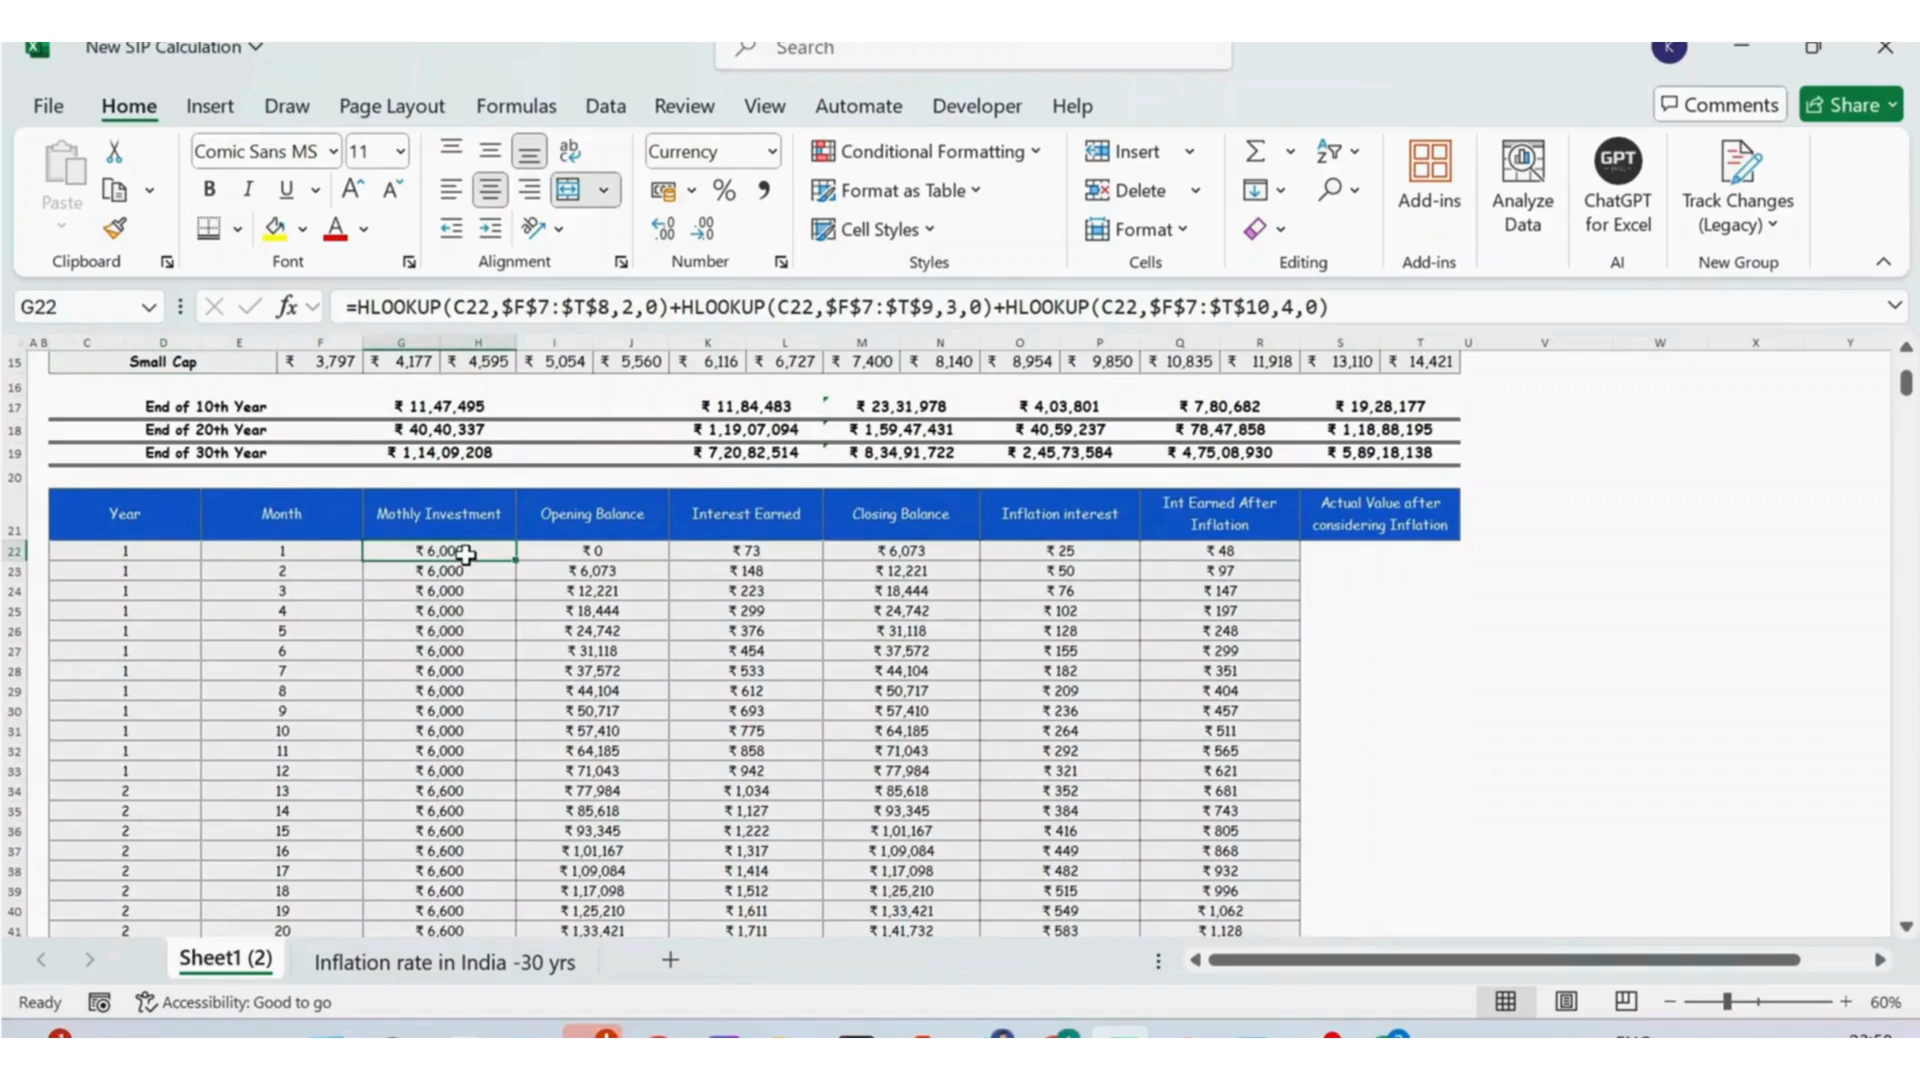 New SIP Calculation
Search
K
File Home Insert Draw Page Layout Formulas Data Review View Automate Developer Help
Comments Share
Paste
Clipboard
Comic Sans MS 11
B I U A A
A
Font
ab
Alignment
Currency
% 9
.00 .00
Number
Conditional Formatting
Format as Table
Cell Styles
Styles
Insert
Delete
Format
Cells
Editing
Add-ins
Add-ins
Analyze Data
GPT
ChatGPT for Excel
AI
Track Changes (Legacy)
New Group
G22 fx =HLOOKUP(C22,$F$7:$T$8,2,0)+HLOOKUP(C22,$F$7:$T$9,3,0)+HLOOKUP(C22,$F$7:$T$10,4,0)
A B C D E F G H I J K L M N O P Q R S T U V W X Y
15 Small Cap ₹ 3,797 ₹ 4,177 ₹ 4,595 ₹ 5,054 ₹ 5,560 ₹ 6,116 ₹ 6,727 ₹ 7,400 ₹ 8,140 ₹ 8,954 ₹ 9,850 ₹ 10,835 ₹ 11,918 ₹ 13,110 ₹ 14,421
16
17 End of 10th Year ₹ 11,47,495 ₹ 11,84,483 ₹ 23,31,978 ₹ 4,03,801 ₹ 7,80,682 ₹ 19,28,177
18 End of 20th Year ₹ 40,40,337 ₹ 1,19,07,094 ₹ 1,59,47,431 ₹ 40,59,237 ₹ 78,47,858 ₹ 1,18,88,195
19 End of 30th Year ₹ 1,14,09,208 ₹ 7,20,82,514 ₹ 8,34,91,722 ₹ 2,45,73,584 ₹ 4,75,08,930 ₹ 5,89,18,138
20
21 Year Month Mothly Investment Opening Balance Interest Earned Closing Balance Inflation interest Int Earned After Inflation Actual Value after considering Inflation
22 1 1 ₹ 6,000 ₹ 0 ₹ 73 ₹ 6,073 ₹ 25 ₹ 48
23 1 2 ₹ 6,000 ₹ 6,073 ₹ 148 ₹ 12,221 ₹ 50 ₹ 97
24 1 3 ₹ 6,000 ₹ 12,221 ₹ 223 ₹ 18,444 ₹ 76 ₹ 147
25 1 4 ₹ 6,000 ₹ 18,444 ₹ 299 ₹ 24,742 ₹ 102 ₹ 197
26 1 5 ₹ 6,000 ₹ 24,742 ₹ 376 ₹ 31,118 ₹ 128 ₹ 248
27 1 6 ₹ 6,000 ₹ 31,118 ₹ 454 ₹ 37,572 ₹ 155 ₹ 299
28 1 7 ₹ 6,000 ₹ 37,572 ₹ 533 ₹ 44,104 ₹ 182 ₹ 351
29 1 8 ₹ 6,000 ₹ 44,104 ₹ 612 ₹ 50,717 ₹ 209 ₹ 404
30 1 9 ₹ 6,000 ₹ 50,717 ₹ 693 ₹ 57,410 ₹ 236 ₹ 457
31 1 10 ₹ 6,000 ₹ 57,410 ₹ 775 ₹ 64,185 ₹ 264 ₹ 511
32 1 11 ₹ 6,000 ₹ 64,185 ₹ 858 ₹ 71,043 ₹ 292 ₹ 565
33 1 12 ₹ 6,000 ₹ 71,043 ₹ 942 ₹ 77,984 ₹ 321 ₹ 621
34 2 13 ₹ 6,600 ₹ 77,984 ₹ 1,034 ₹ 85,618 ₹ 352 ₹ 681
35 2 14 ₹ 6,600 ₹ 85,618 ₹ 1,127 ₹ 93,345 ₹ 384 ₹ 743
36 2 15 ₹ 6,600 ₹ 93,345 ₹ 1,222 ₹ 1,01,167 ₹ 416 ₹ 805
37 2 16 ₹ 6,600 ₹ 1,01,167 ₹ 1,317 ₹ 1,09,084 ₹ 449 ₹ 868
38 2 17 ₹ 6,600 ₹ 1,09,084 ₹ 1,414 ₹ 1,17,098 ₹ 482 ₹ 932
39 2 18 ₹ 6,600 ₹ 1,17,098 ₹ 1,512 ₹ 1,25,210 ₹ 515 ₹ 996
40 2 19 ₹ 6,600 ₹ 1,25,210 ₹ 1,611 ₹ 1,33,421 ₹ 549 ₹ 1,062
41 2 20 ₹ 6,600 ₹ 1,33,421 ₹ 1,711 ₹ 1,41,732 ₹ 583 ₹ 1,128
Sheet1 (2) Inflation rate in India -30 yrs
Ready Accessibility: Good to go 60%